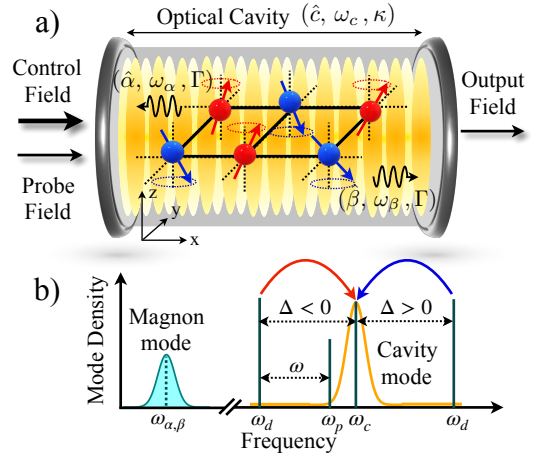 a)
Optical Cavity (ĉ, ω_c, κ)
Control
Field
Probe
Field
(α̂, ω_α, Γ)
Output
Field
(β̂, ω_β, Γ)
z
y
x
b)
Mode Density
Magnon
mode
Δ < 0
Δ > 0
Cavity
mode
ω
ω_{α,β}
ω_d
ω_p
ω_c
ω_d
Frequency